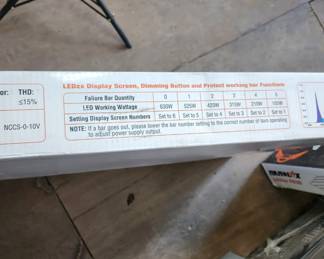 or: THD:
≤15%
NCCS-0-10V
LEDzx Display Screen, Dimming Button and Protect working bar Functions
Failure Bar Quantity 0 1 2 3 4 5
LED Working Wattage 630W 525W 420W 315W 210W 105W
Setting Display Screen Numbers Set to 6 Set to 5 Set to 4 Set to 3 Set to 2 Set to 1
NOTE: If a bar goes out, please lower the bar number setting to the correct number of bars operating
to adjust power supply output.